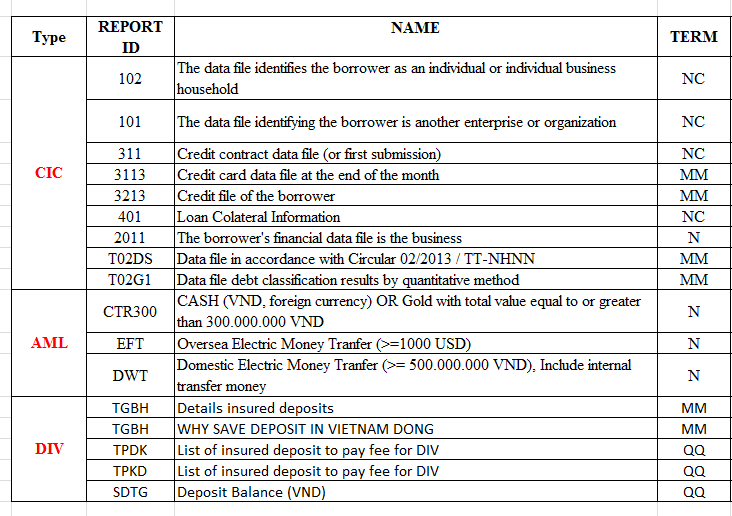 Type REPORT ID NAME TERM
CIC
102 The data file identifies the borrower as an individual or individual business household NC
101 The data file identifying the borrower is another enterprise or organization NC
311 Credit contract data file (or first submission) NC
3113 Credit card data file at the end of the month MM
3213 Credit file of the borrower MM
401 Loan Colateral Information NC
2011 The borrower's financial data file is the business N
T02DS Data file in accordance with Circular 02/2013 / TT-NHNN MM
T02G1 Data file debt classification results by quantitative method MM
AML
CTR300 CASH (VND, foreign currency) OR Gold with total value equal to or greater than 300.000.000 VND N
EFT Oversea Electric Money Tranfer (>=1000 USD) N
DWT Domestic Electric Money Tranfer (>= 500.000.000 VND), Include internal transfer money N
DIV
TGBH Details insured deposits MM
TGBH WHY SAVE DEPOSIT IN VIETNAM DONG MM
TPDK List of insured deposit to pay fee for DIV QQ
TPKD List of insured deposit to pay fee for DIV QQ
SDTG Deposit Balance (VND) QQ